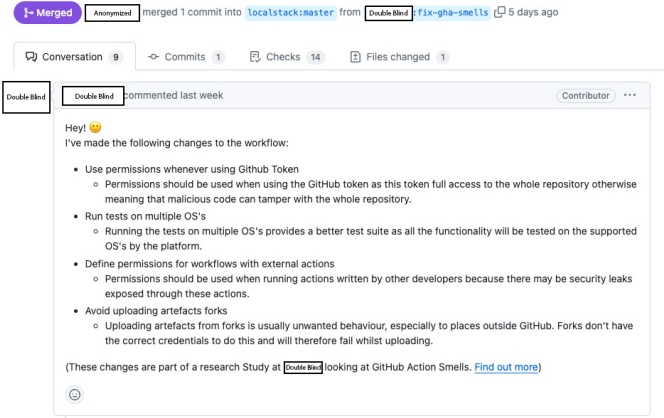 Merged Anonymized merged 1 commit into localstack:master from Double Blind :fix-gha-smells 5 days ago
Conversation 9 Commits 1 Checks 14 Files changed 1
Double Blind Double Blind commented last week Contributor ...
Hey! 🙂
I've made the following changes to the workflow:
• Use permissions whenever using Github Token
◦ Permissions should be used when using the GitHub token as this token full access to the whole repository otherwise
meaning that malicious code can tamper with the whole repository.
• Run tests on multiple OS's
◦ Running the tests on multiple OS's provides a better test suite as all the functionality will be tested on the supported
OS's by the platform.
• Define permissions for workflows with external actions
◦ Permissions should be used when running actions written by other developers because there may be security leaks
exposed through these actions.
• Avoid uploading artefacts forks
◦ Uploading artefacts from forks is usually unwanted behaviour, especially to places outside GitHub. Forks don't have
the correct credentials to do this and will therefore fail whilst uploading.
(These changes are part of a research Study at Double Blind looking at GitHub Action Smells. Find out more)